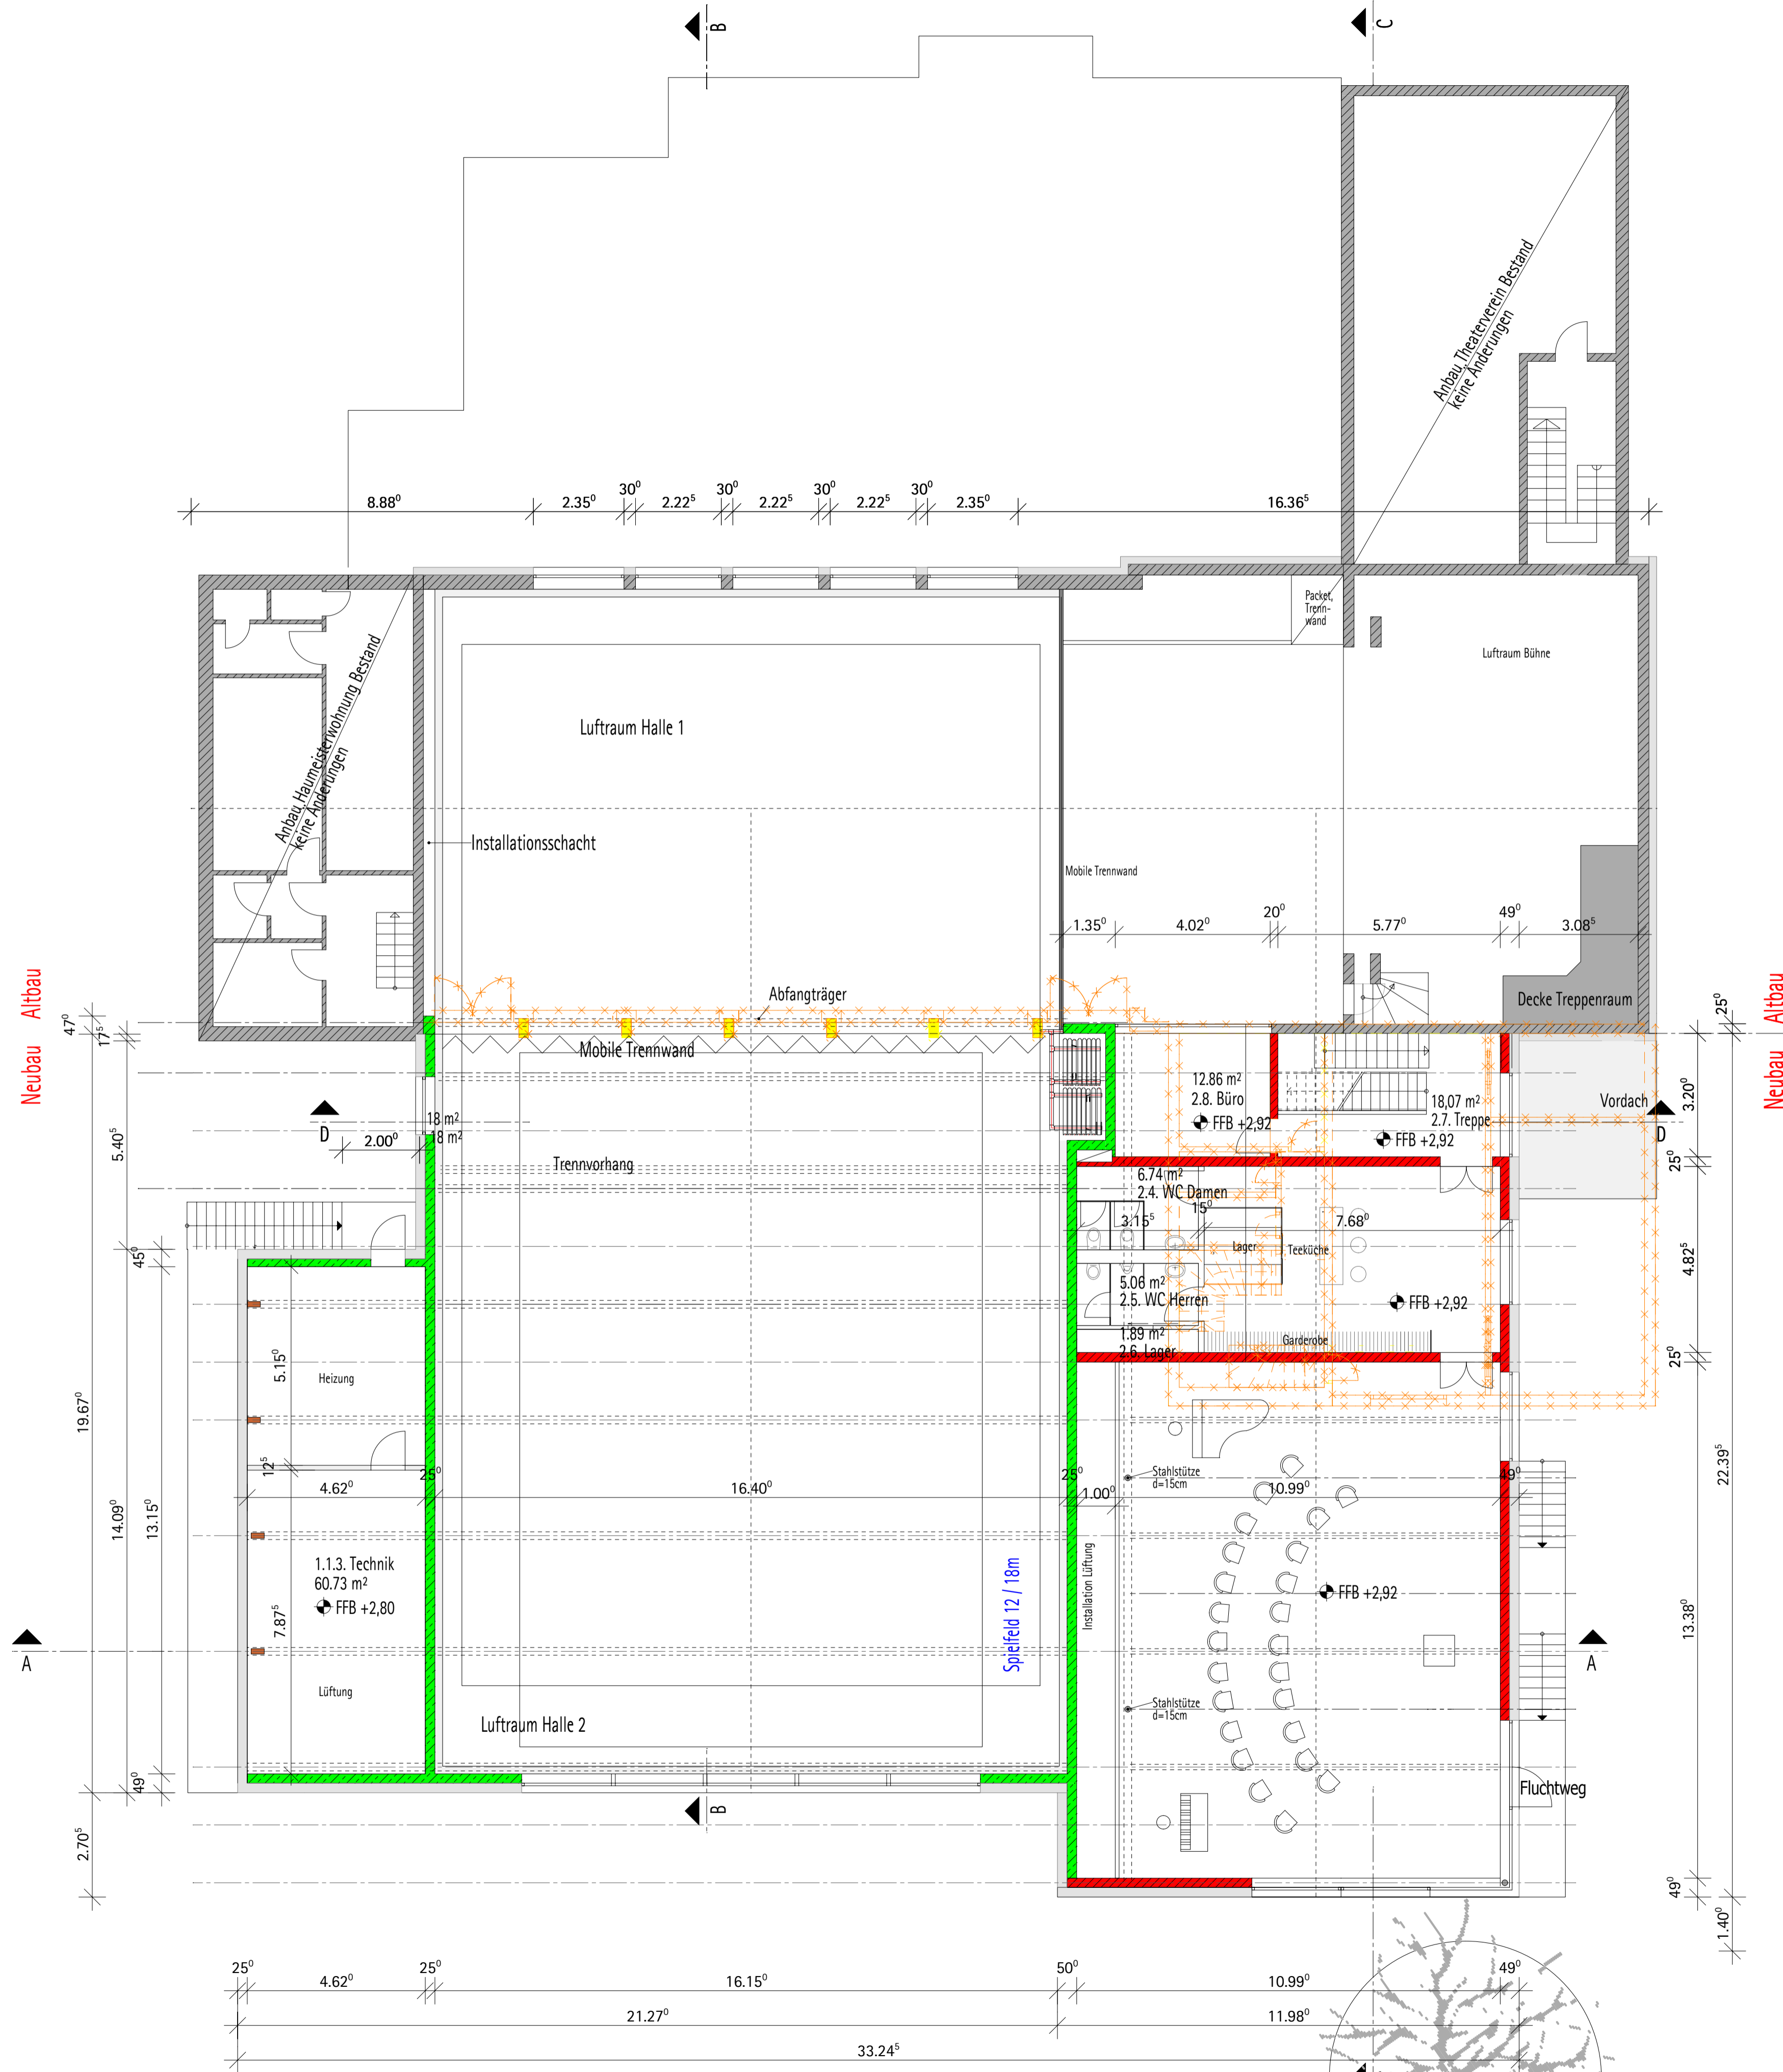 B
C
Anbau Theaterverein Bestand
keine Änderungen
8.88⁰
2.35⁰
30⁰
2.22⁵
30⁰
2.22⁵
30⁰
2.22⁵
30⁰
2.35⁰
16.36⁵
Packet,
Trenn-
wand
Luftraum Bühne
Anbau Haumeisterwohnung Bestand
keine Änderungen
Luftraum Halle 1
Installationsschacht
Mobile Trennwand
1.35⁰
4.02⁰
20⁰
5.77⁰
49⁰
3.08⁵
Altbau
Neubau
Altbau
Neubau
Abfangträger
Mobile Trennwand
Decke Treppenraum
47⁰
17⁵
25⁰
5.40⁵
3.20⁰
12.86 m²
2.8. Büro
FFB +2,92
18,07 m²
2.7. Treppe
FFB +2,92
Vordach
D
D
18 m²
18 m²
2.00⁰
Trennvorhang
25⁰
6.74 m²
2.4. WC Damen
15⁰
3.15⁵
7.68⁰
Lager
Teeküche
4.82⁵
45⁰
5.06 m²
2.5. WC Herren
FFB +2,92
1.89 m²
2.6. Lager
Garderobe
25⁰
5.15⁰
Heizung
19.67⁰
12⁵
4.62⁰
25⁰
16.40⁰
25⁰
1.00⁰
Stahlstütze
d=15cm
10.99⁰
49⁰
22.39⁵
14.09⁰
13.15⁰
1.1.3. Technik
60.73 m²
FFB +2,80
7.87⁵
Spielfeld 12 / 18m
Installation Lüftung
FFB +2,92
13.38⁰
A
A
Lüftung
Stahlstütze
d=15cm
Luftraum Halle 2
Fluchtweg
49⁰
B
2.70⁵
49⁰
1.40⁰
25⁰
4.62⁰
25⁰
16.15⁰
50⁰
10.99⁰
49⁰
21.27⁰
11.98⁰
33.24⁵